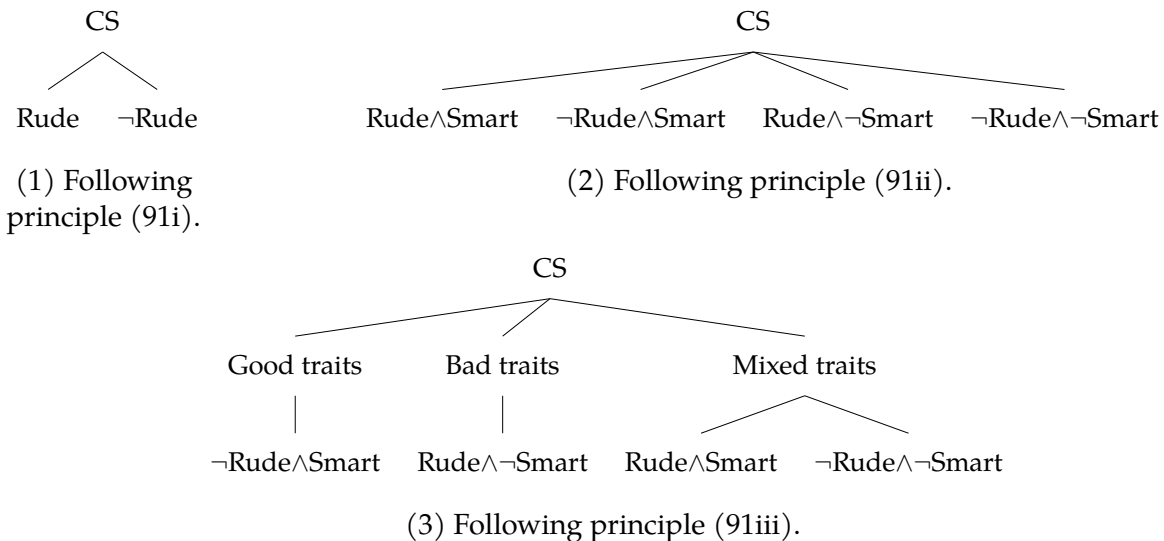 CS CS
Rude ¬Rude Rude∧Smart ¬Rude∧Smart Rude∧¬Smart ¬Rude∧¬Smart
(1) Following
principle (91i).
(2) Following principle (91ii).
CS
Good traits Bad traits Mixed traits
¬Rude∧Smart Rude∧¬Smart Rude∧Smart ¬Rude∧¬Smart
(3) Following principle (91iii).